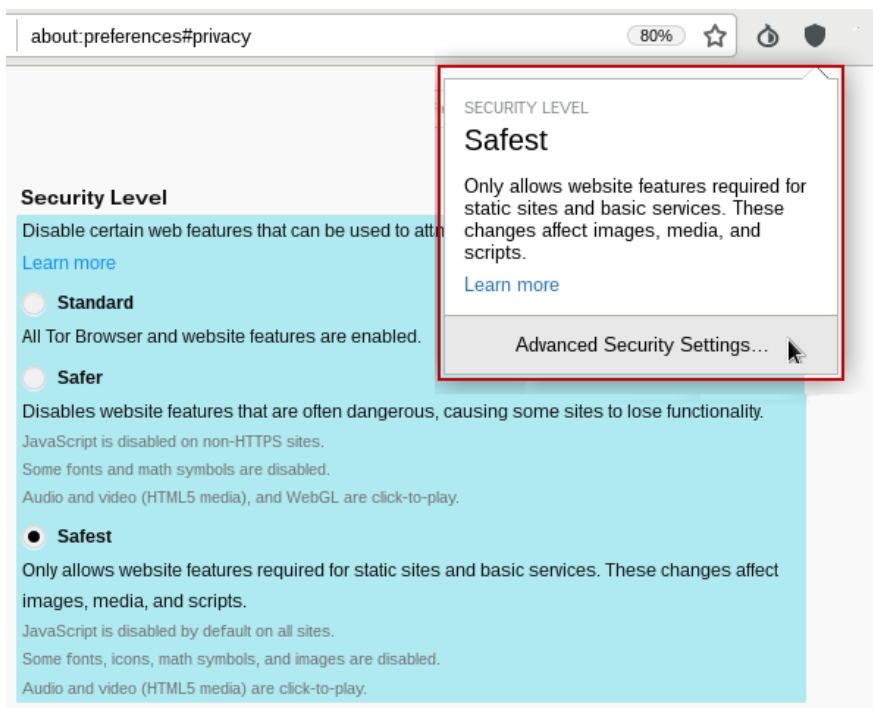 about:preferences#privacy
80%
SECURITY LEVEL
Safest
Only allows website features required for
static sites and basic services. These
changes affect images, media, and
scripts.
Learn more
Advanced Security Settings...
Security Level
Disable certain web features that can be used to
Learn more
Standard
All Tor Browser and website features are enabled.
Safer
Disables website features that are often dangerous, causing some sites to lose functionality.
JavaScript is disabled on non-HTTPS sites.
Some fonts and math symbols are disabled.
Audio and video (HTML5 media), and WebGL are click-to-play.
Safest
Only allows website features required for static sites and basic services. These changes affect
images, media, and scripts.
JavaScript is disabled by default on all sites.
Some fonts, icons, math symbols, and images are disabled.
Audio and video (HTML5 media) are click-to-play.